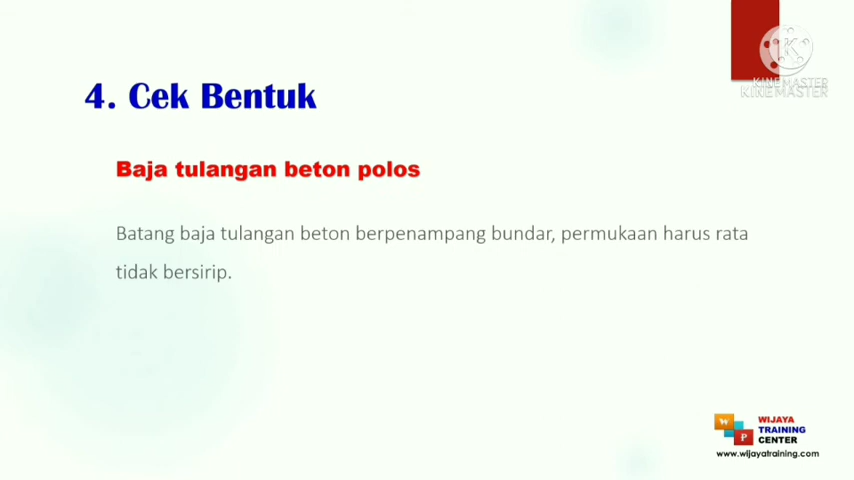 K
KINEMASTER
KINEMASTER
4. Cek Bentuk
Baja tulangan beton polos
Batang baja tulangan beton berpenampang bundar, permukaan harus rata
tidak bersirip.
W
P
WIJAYA
TRAINING
CENTER
www.wijayatraining.com